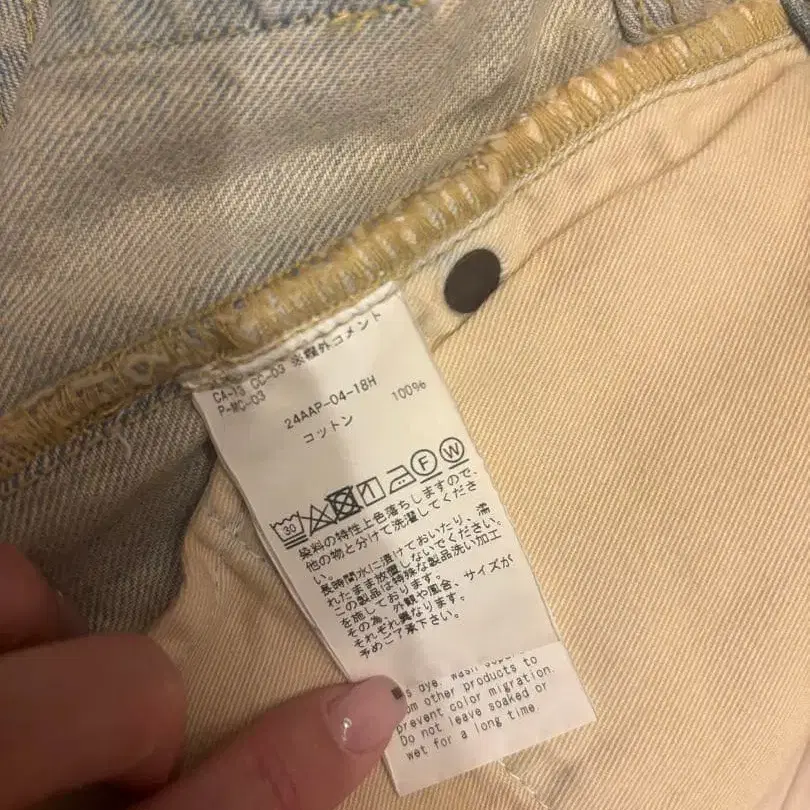 CA-13 CC-03 ※欄外コメント
P-MC-03
24AAP-04-18H
コットン 100%
30 F W
染料の特性上色落ちしますので、
他の物と分けて洗濯してくださ
い。
長時間水に漬けておいたり、濡
れたまま放置しないでください。
この製品は特殊な製品洗い加工
を施しております。
その為、外観や風合、サイズが
それぞれ異なります。
予めご了承下さい。
dye, wash
other products to
prevent color migration.
Do not leave soaked or
wet for a long time.